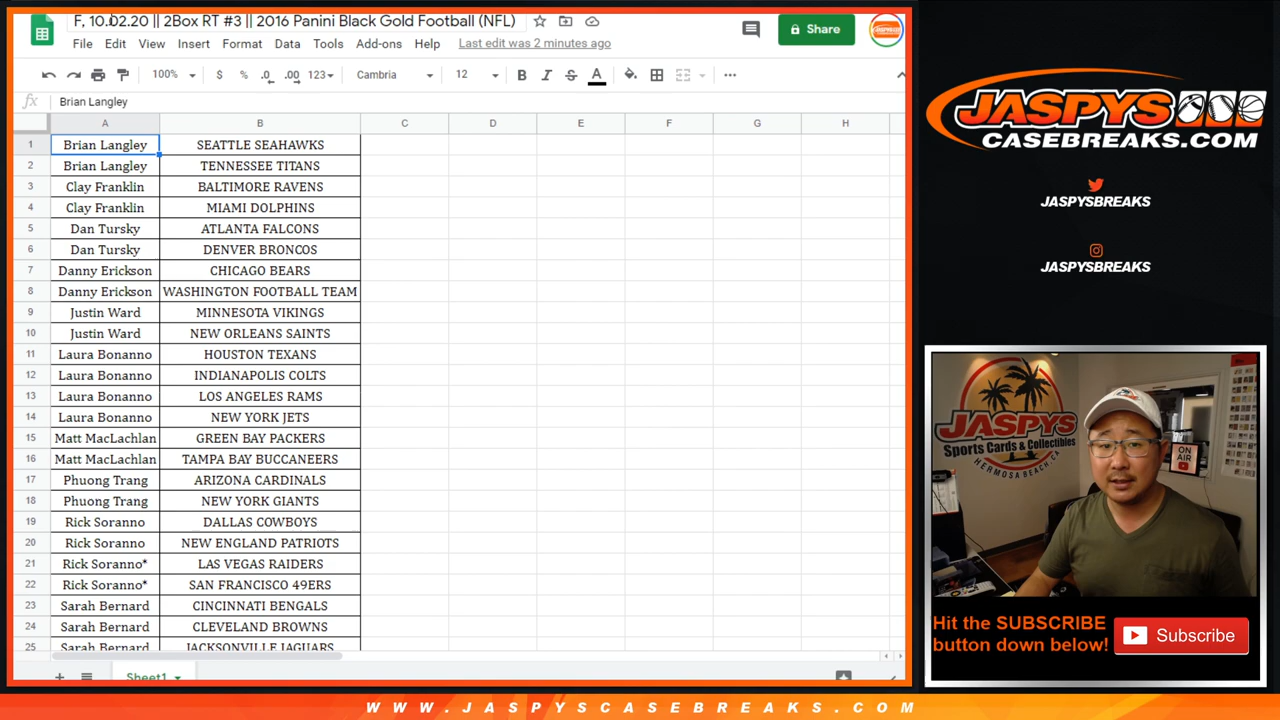 F, 10.02.20 || 2Box RT #3 || 2016 Panini Black Gold Football (NFL)
File Edit View Insert Format Data Tools Add-ons Help Last edit was 2 minutes ago
Share
100% $ % .0 .00 123 Cambria 12 B I S A
fx Brian Langley
A B C D E F G H
1 Brian Langley SEATTLE SEAHAWKS
2 Brian Langley TENNESSEE TITANS
3 Clay Franklin BALTIMORE RAVENS
4 Clay Franklin MIAMI DOLPHINS
5 Dan Tursky ATLANTA FALCONS
6 Dan Tursky DENVER BRONCOS
7 Danny Erickson CHICAGO BEARS
8 Danny Erickson WASHINGTON FOOTBALL TEAM
9 Justin Ward MINNESOTA VIKINGS
10 Justin Ward NEW ORLEANS SAINTS
11 Laura Bonanno HOUSTON TEXANS
12 Laura Bonanno INDIANAPOLIS COLTS
13 Laura Bonanno LOS ANGELES RAMS
14 Laura Bonanno NEW YORK JETS
15 Matt MacLachlan GREEN BAY PACKERS
16 Matt MacLachlan TAMPA BAY BUCCANEERS
17 Phuong Trang ARIZONA CARDINALS
18 Phuong Trang NEW YORK GIANTS
19 Rick Soranno DALLAS COWBOYS
20 Rick Soranno NEW ENGLAND PATRIOTS
21 Rick Soranno* LAS VEGAS RAIDERS
22 Rick Soranno* SAN FRANCISCO 49ERS
23 Sarah Bernard CINCINNATI BENGALS
24 Sarah Bernard CLEVELAND BROWNS
25 Sarah Bernard JACKSONVILLE JAGUARS
Sheet1
JASPYS
CASEBREAKS.COM
JASPYSBREAKS
JASPYSBREAKS
JASPYS
Sports Cards & Collectibles
HERMOSA BEACH, CA
ON AIR
Hit the SUBSCRIBE
button down below!
Subscribe
WWW.JASPYSCASEBREAKS.COM